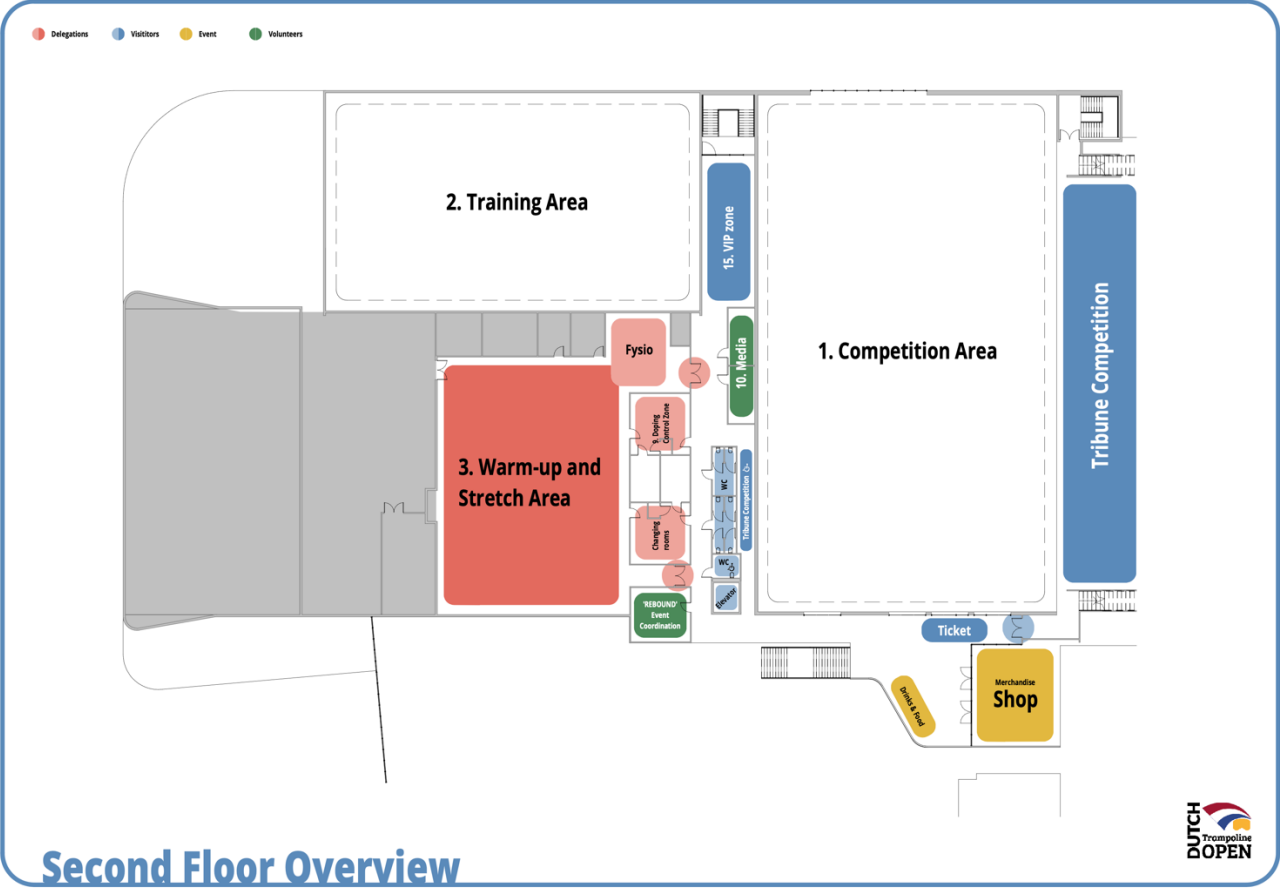 Delegations
Visititors
Event
Volunteers
2. Training Area
15. VIP zone
1. Competition Area
Tribune Competition
Fysio
10. Media
9. Doping
Control Zone
3. Warm-up and
Stretch Area
WC
Tribune Competition
Changing
rooms
WC
Elevator
'REBOUND'
Event
Coordination
Ticket
Merchandise
Shop
Drinks & Food
DUTCH
Trampoline
OPEN
Second Floor Overview